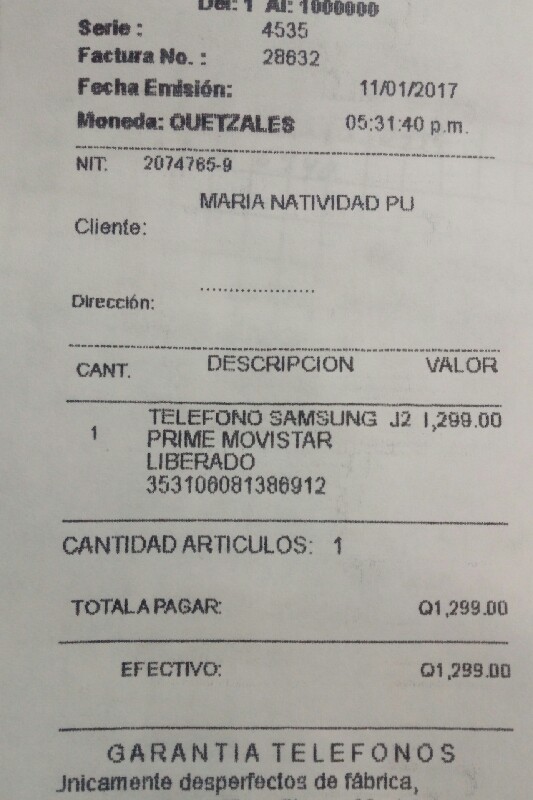 Del: 1 Al: 1000000
Serie : 4535
Factura No. : 28632
Fecha Emisión: 11/01/2017
Moneda: QUETZALES 05:31:40 p.m.
NIT: 2074765-9
MARIA NATIVIDAD PU
Cliente:
Dirección:
CANT. DESCRIPCION VALOR
1 TELEFONO SAMSUNG J2 1,299.00
PRIME MOVISTAR
LIBERADO
353106081386912
CANTIDAD ARTICULOS: 1
TOTAL A PAGAR: Q1,299.00
EFECTIVO: Q1,299.00
GARANTIA TELEFONOS
Unicamente desperfectos de fábrica,